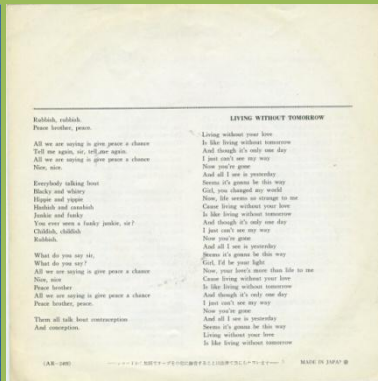 Rubbish, rubbish.
Peace brother, peace.
All we are saying is give peace a chance
Tell me again, sir, tell me again.
All we are saying is give peace a chance
Nice, nice.
Everybody talking bout
Blacky and whitey
Hippie and yippie
Hashish and
Junkie and funky
You ever seen a funky junkie, sir?
Childish, childish
Rubbish.
What do you say sir,
What do you say?
All we are saying is give peace a chance
Nice, nice
Peace brother
All we are saying is give peace a chance
Peace brother, peace.
Them all talk bout contraception
And conception.
LIVING WITHOUT TOMORROW
Living without your love
Is like living without tomorrow
And though it's only one day
I just can't see my way
Now you're gone
And all I see is yesterday
Seems it's gonna be this way
Girl, you changed my world
Now, life seems so strange to me
Cause living without your love
Is like living without tomorrow
And though it's only one day
I just can't see my way
Now you're gone
And all I see is yesterday
Seems it's gonna be this way
Girl, I'd be your light
Now, your love's more than life to me
Cause living without your love
Is like living without tomorrow
And though it's only one day
I just can't see my way
Now you're gone
And all I see is yesterday
Seems it's gonna be this way
Living without your love
Is like living without tomorrow
MADE IN JAPAN